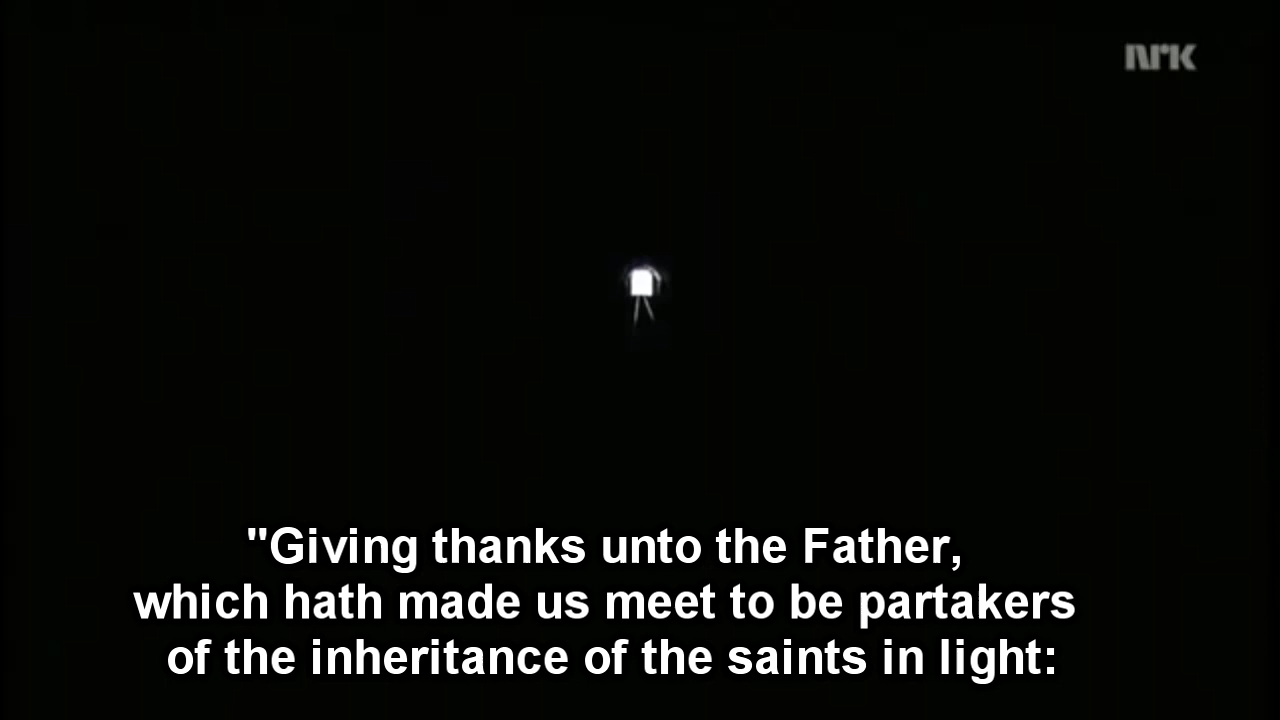 nrk
"Giving thanks unto the Father,
which hath made us meet to be partakers
of the inheritance of the saints in light: